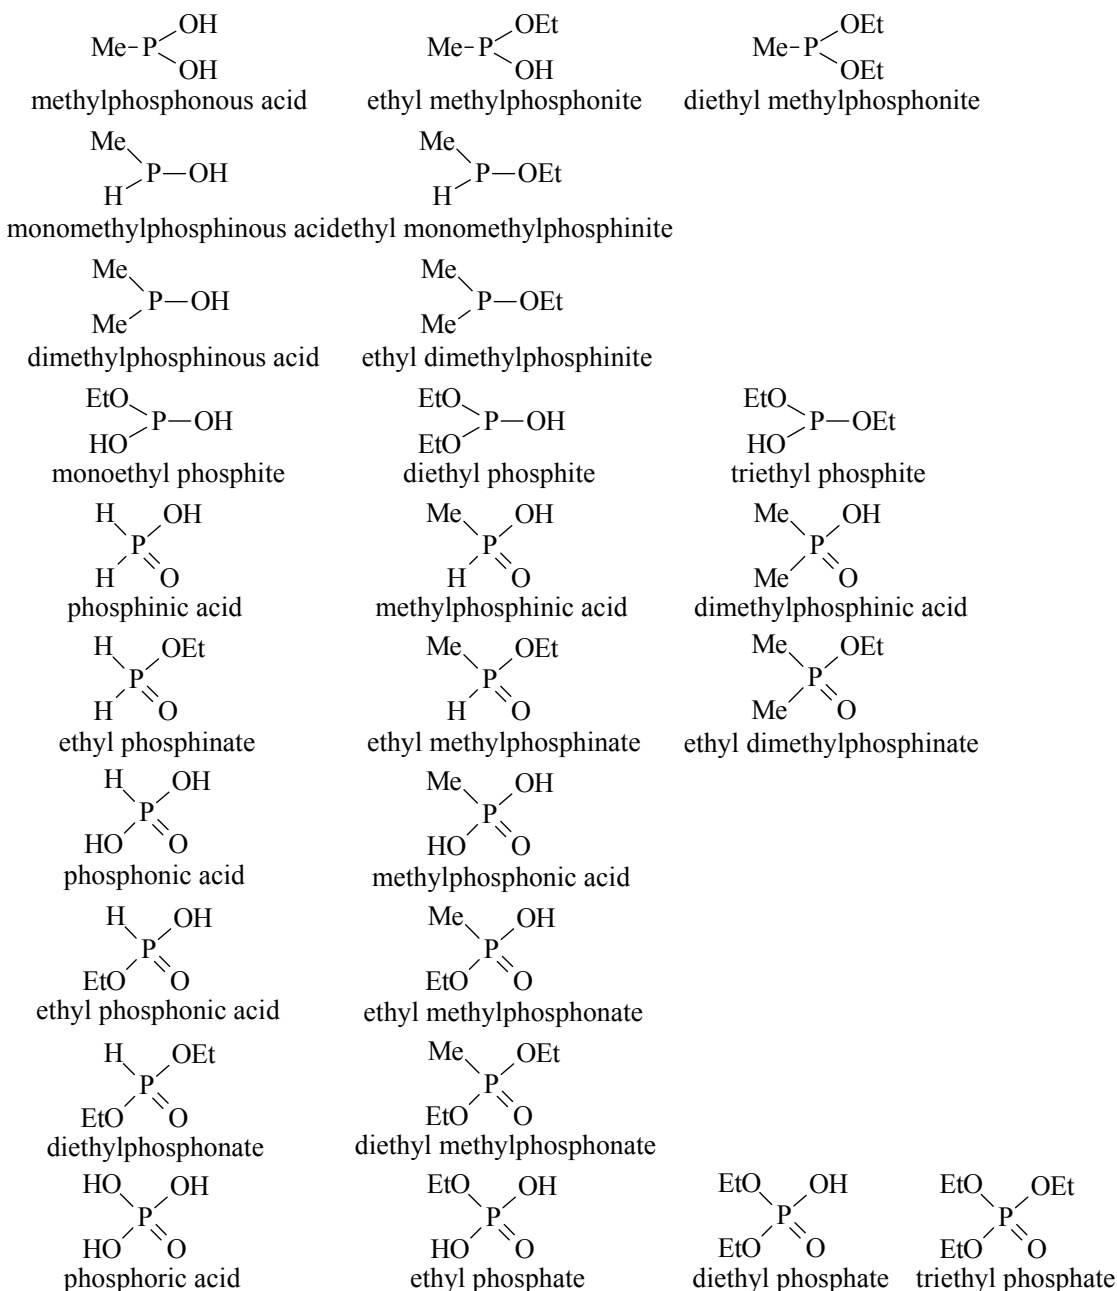 OH OEt OEt
Me P Me P Me P
OH OH OEt
methylphosphonous acid ethyl methylphosphonite diethyl methylphosphonite
Me Me
P OH P OEt
H H
monomethylphosphinous acid ethyl monomethylphosphinite
Me Me
P OH P OEt
Me Me
dimethylphosphinous acid ethyl dimethylphosphinite
EtO EtO EtO
P OH P OH P OEt
HO EtO HO
monoethyl phosphite diethyl phosphite triethyl phosphite
H OH Me OH Me OH
P P P
H O H O Me O
phosphinic acid methylphosphinic acid dimethylphosphinic acid
H OEt Me OEt Me OEt
P P P
H O H O Me O
ethyl phosphinate ethyl methylphosphinate ethyl dimethylphosphinate
H OH Me OH
P P
HO O HO O
phosphonic acid methylphosphonic acid
H OH Me OH
P P
EtO O EtO O
ethyl phosphonic acid ethyl methylphosphonate
H OEt Me OEt
P P
EtO O EtO O
diethylphosphonate diethyl methylphosphonate
HO OH EtO OH EtO OH EtO OEt
P P P P
HO O HO O EtO O EtO O
phosphoric acid ethyl phosphate diethyl phosphate triethyl phosphate